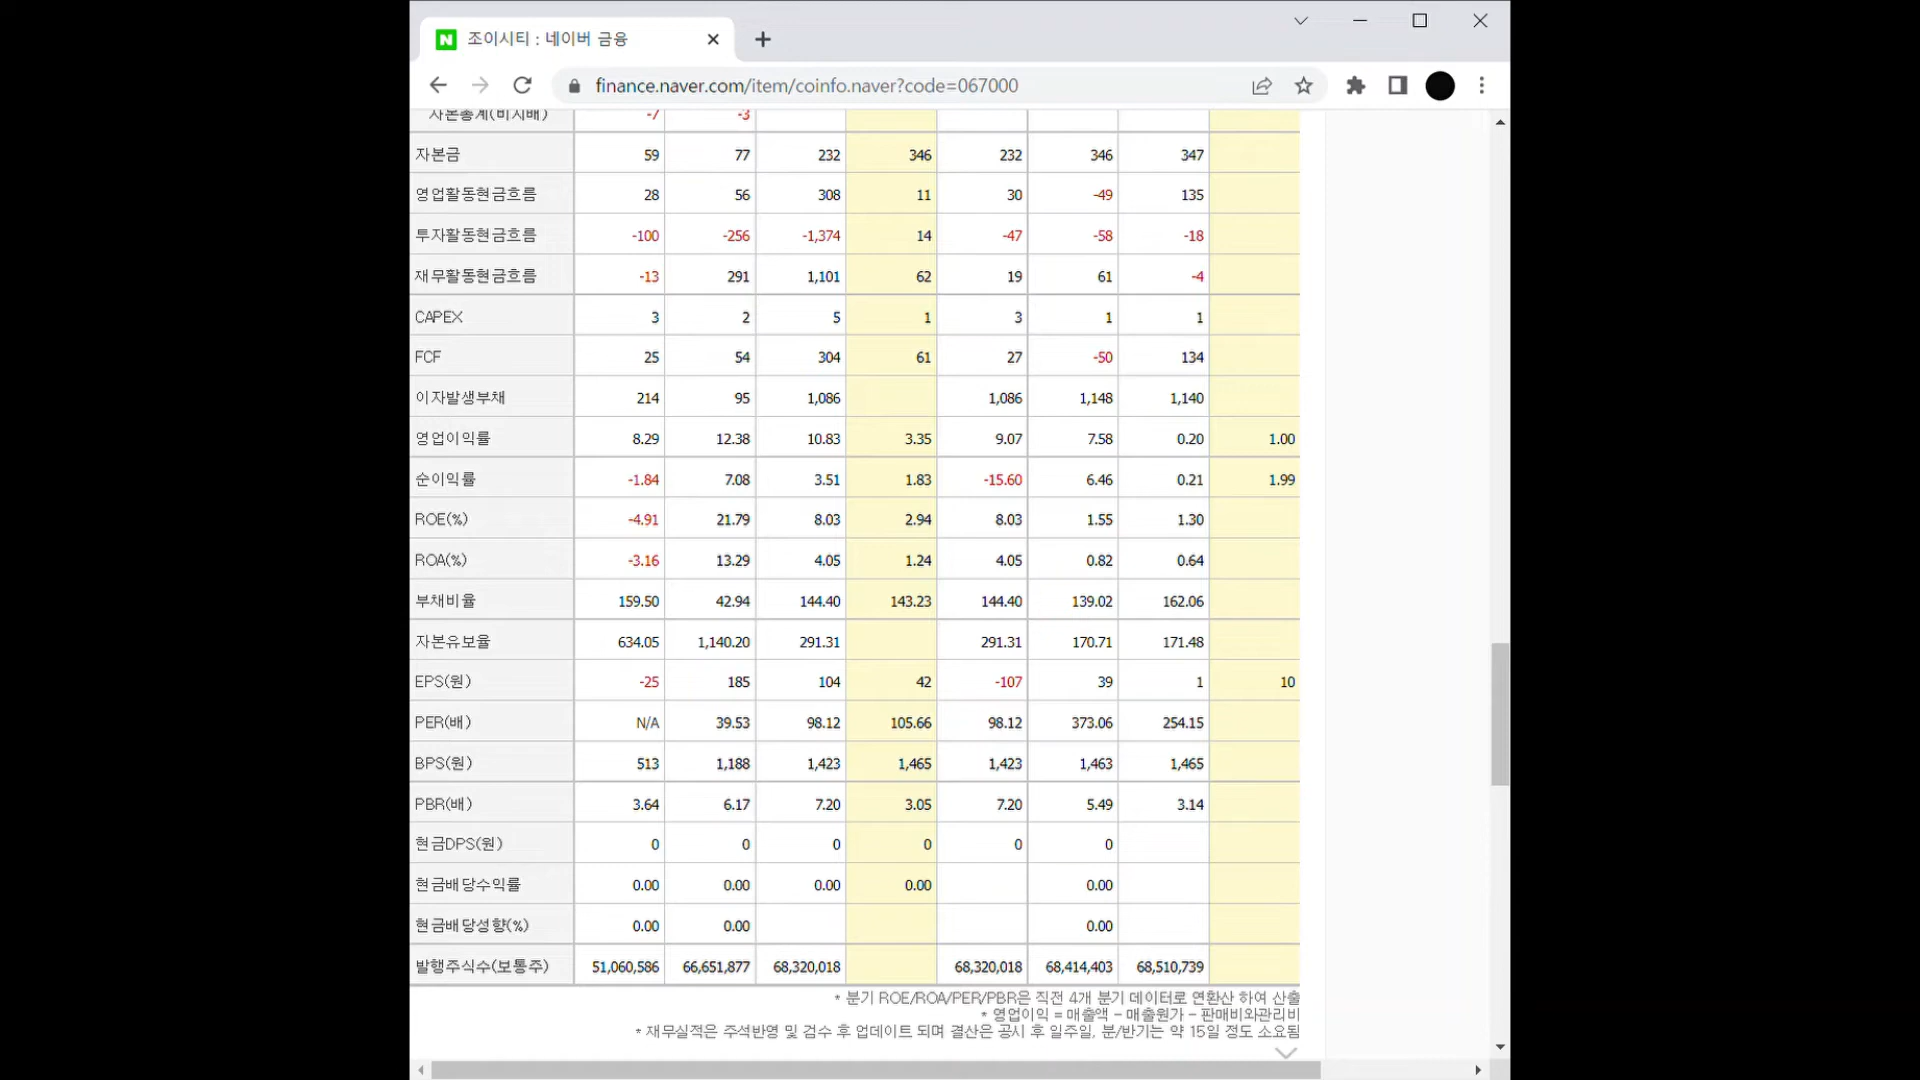 조이시티 : 네이버 금융
finance.naver.com/item/coinfo.naver?code=067000
자본총계(비지배) -7 -3
자본금 59 77 232 346 232 346 347
영업활동현금흐름 28 56 308 11 30 -49 135
투자활동현금흐름 -100 -256 -1,374 14 -47 -58 -18
재무활동현금흐름 -13 291 1,101 62 19 61 -4
CAPEX 3 2 5 1 3 1 1
FCF 25 54 304 61 27 -50 134
이자발생부채 214 95 1,086 1,086 1,148 1,140
영업이익률 8.29 12.38 10.83 3.35 9.07 7.58 0.20 1.00
순이익률 -1.84 7.08 3.51 1.83 -15.60 6.46 0.21 1.99
ROE(%) -4.91 21.79 8.03 2.94 8.03 1.55 1.30
ROA(%) -3.16 13.29 4.05 1.24 4.05 0.82 0.64
부채비율 159.50 42.94 144.40 143.23 144.40 139.02 162.06
자본유보율 634.05 1,140.20 291.31 291.31 170.71 171.48
EPS(원) -25 185 104 42 -107 39 1 10
PER(배) N/A 39.53 98.12 105.66 98.12 373.06 254.15
BPS(원) 513 1,188 1,423 1,465 1,423 1,463 1,465
PBR(배) 3.64 6.17 7.20 3.05 7.20 5.49 3.14
현금DPS(원) 0 0 0 0 0 0
현금배당수익률 0.00 0.00 0.00 0.00 0.00
현금배당성향(%) 0.00 0.00 0.00
발행주식수(보통주) 51,060,586 66,651,877 68,320,018 68,320,018 68,414,403 68,510,739
* 분기 ROE/ROA/PER/PBR은 직전 4개 분기 데이터로 연환산 하여 산출
* 영업이익 = 매출액 - 매출원가 - 판매비와관리비
* 재무실적은 주석반영 및 검수 후 업데이트 되며 결산은 공시 후 일주일, 분/반기는 약 15일 정도 소요됨